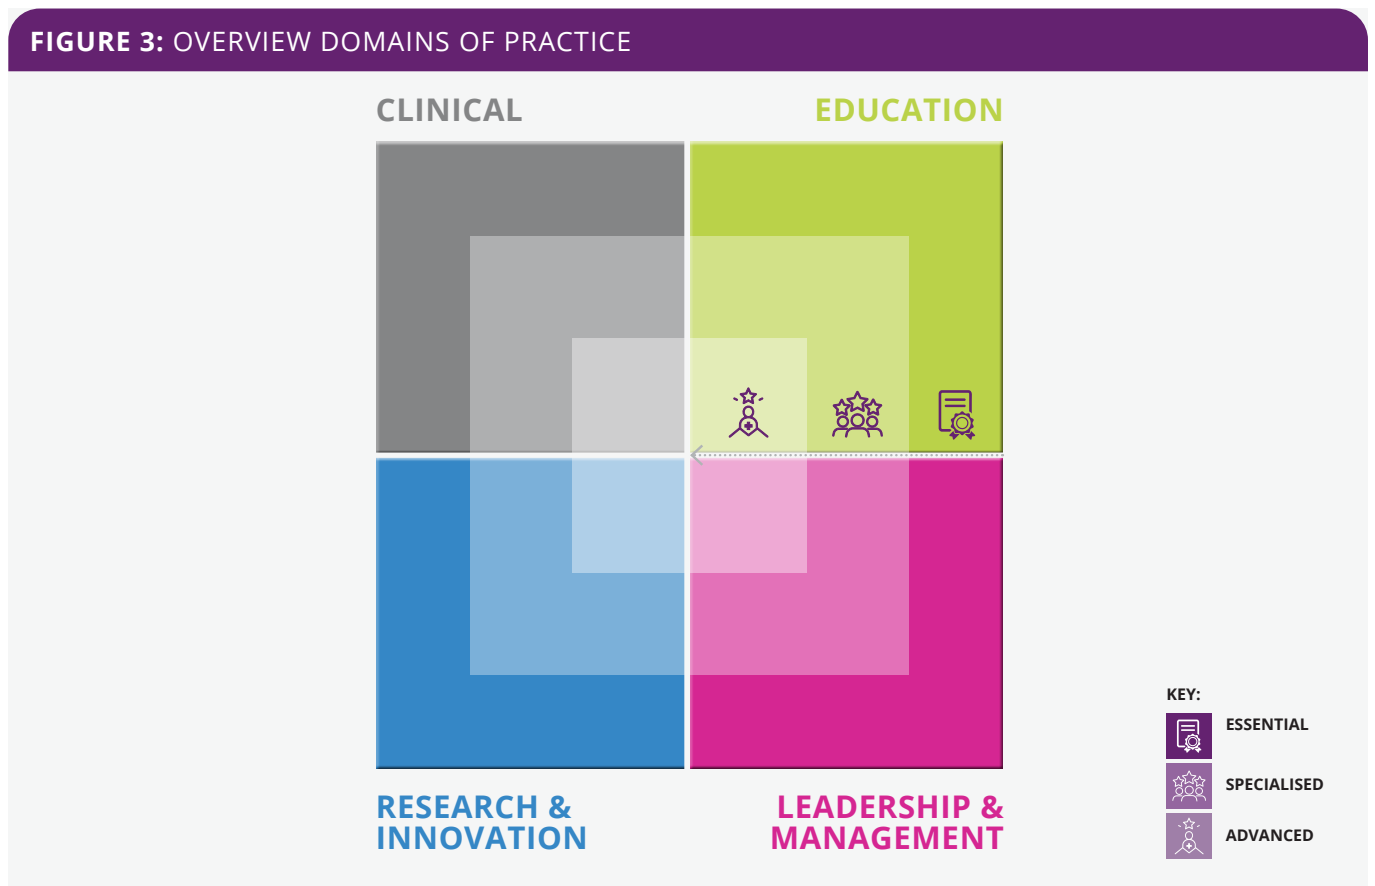 FIGURE 3: OVERVIEW DOMAINS OF PRACTICE
CLINICAL
EDUCATION
RESEARCH &
INNOVATION
LEADERSHIP &
MANAGEMENT
KEY:
ESSENTIAL
SPECIALISED
ADVANCED